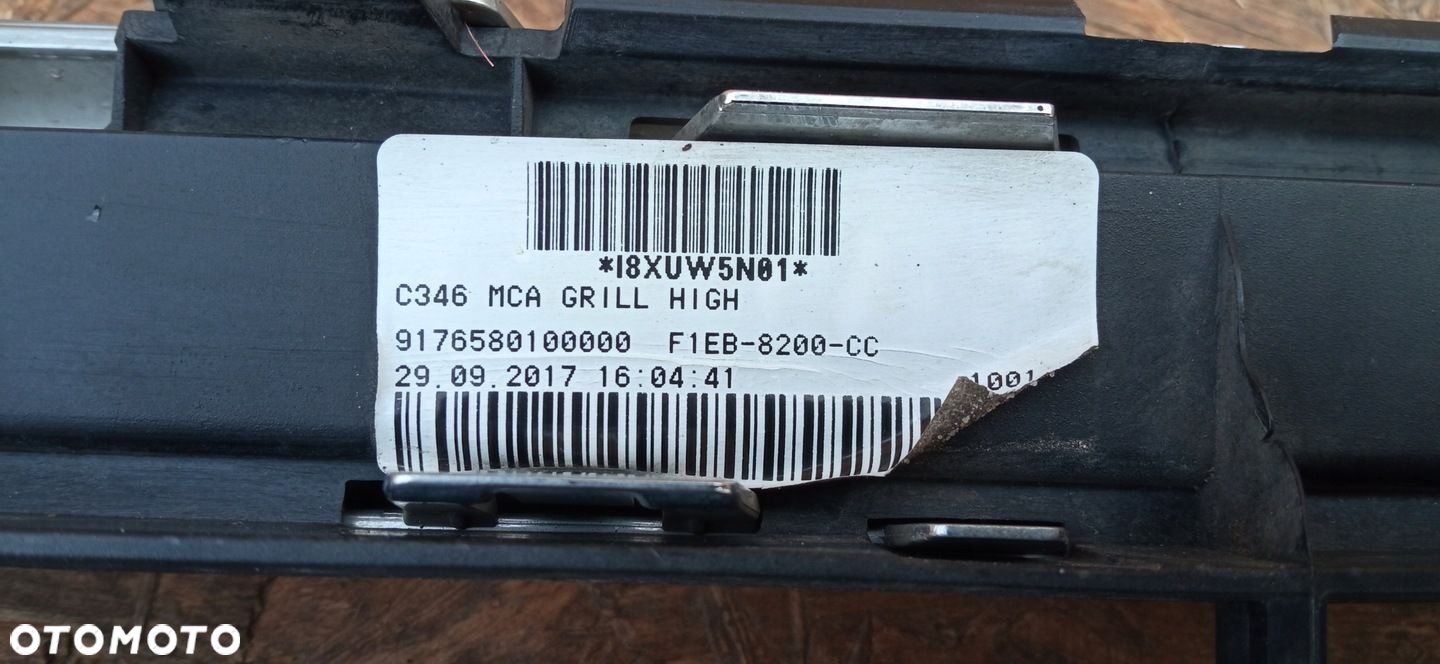 *I8XUW5N01*
C346 MCA GRILL HIGH
9176580100000 F1EB-8200-CC
29.09.2017 16:04:41 1001
OTOMOTO